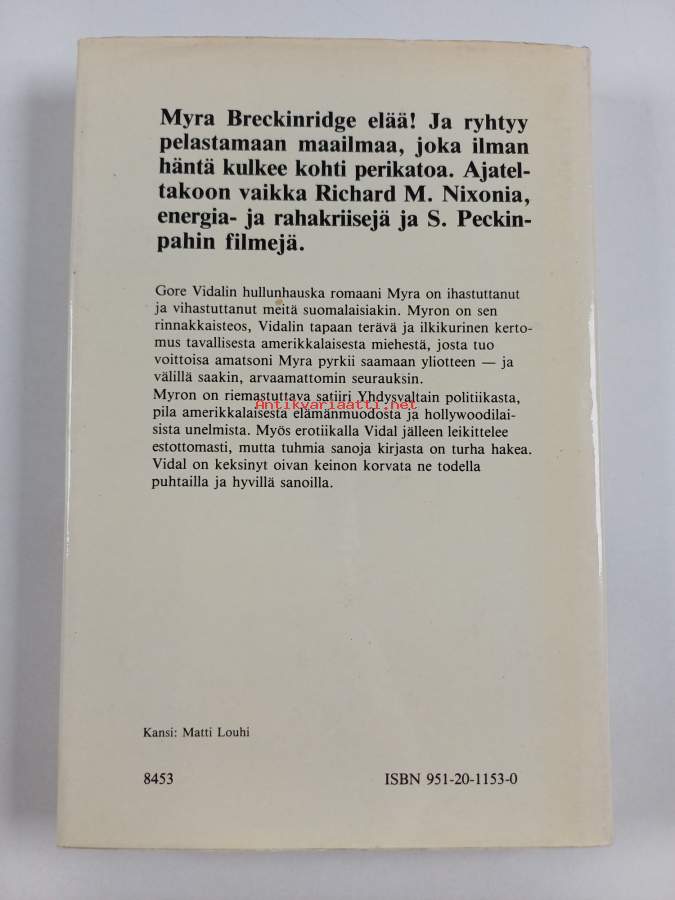 Myra Breckinridge elää! Ja ryhtyy
pelastamaan maailmaa, joka ilman
häntä kulkee kohti perikatoa. Ajatel-
takoon vaikka Richard M. Nixonia,
energia- ja rahakriisejä ja S. Peckin-
pahin filmejä.
Gore Vidalin hullunhauska romaani Myra on ihastuttanut
ja vihastuttanut meitä suomalaisiakin. Myron on sen
rinnakkaisteos, Vidalin tapaan terävä ja ilkikurinen kerto-
mus tavallisesta amerikkalaisesta miehestä, josta tuo
voittoisa amatsoni Myra pyrkii saamaan yliotteen — ja
välillä saakin, arvaamattomin seurauksin.
Myron on riemastuttava satiiri Yhdysvaltain politiikasta,
pila amerikkalaisesta elämänmuodosta ja hollywoodilai-
Antikvariaatti.net
sista unelmista. Myös erotiikalla Vidal jälleen leikittelee
estottomasti, mutta tuhmia sanoja kirjasta on turha hakea.
Vidal on keksinyt oivan keinon korvata ne todella
puhtailla ja hyvillä sanoilla.
Kansi: Matti Louhi
8453 ISBN 951-20-1153-0